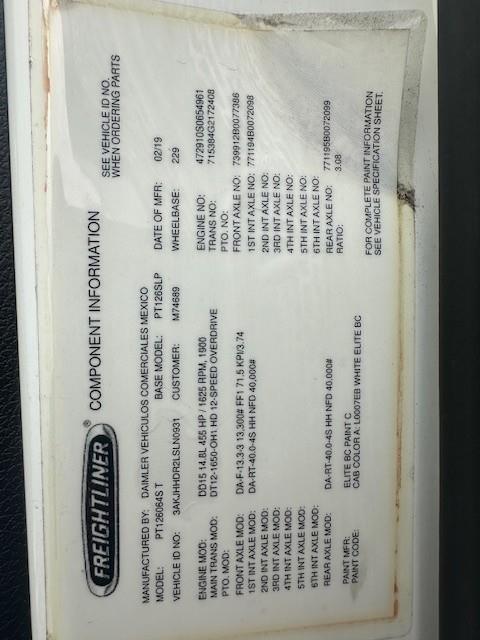 FREIGHTLINER® COMPONENT INFORMATION
SEE VEHICLE ID NO.
WHEN ORDERING PARTS
MANUFACTURED BY: DAIMLER VEHICULOS COMERCIALES MEXICO
MODEL: PT126064S T BASE MODEL: PT126SLP DATE OF MFR: 02/19
VEHICLE ID NO: 3AKJHHDR2LSLN0931 CUSTOMER: M74689 WHEELBASE: 229
ENGINE MOD: DD15 14.8L 455 HP / 1625 RPM, 1900 ENGINE NO: 472910S0654961
MAIN TRANS MOD: DT12-1650-OH1 HD 12-SPEED OVERDRIVE TRANS NO: 715384G2172408
PTO. MOD: PTO. NO:
FRONT AXLE MOD: DA-F-13.3-3 13,300# FF1 71.5 KPI/3.74 FRONT AXLE NO: 739912B0077386
1ST INT AXLE MOD: DA-RT-40.0-4S HH NFD 40,000# 1ST INT AXLE NO: 771194B0072098
2ND INT AXLE MOD: 2ND INT AXLE NO:
3RD INT AXLE MOD: 3RD INT AXLE NO:
4TH INT AXLE MOD: 4TH INT AXLE NO:
5TH INT AXLE MOD: 5TH INT AXLE NO:
6TH INT AXLE MOD: 6TH INT AXLE NO:
REAR AXLE MOD: DA-RT-40.0-4S HH NFD 40,000# REAR AXLE NO: 771195B0072099
RATIO: 3.08
PAINT MFR: ELITE BC PAINT C
PAINT CODE: CAB COLOR A: L0007EB WHITE ELITE BC
FOR COMPLETE PAINT INFORMATION
SEE VEHICLE SPECIFICATION SHEET.